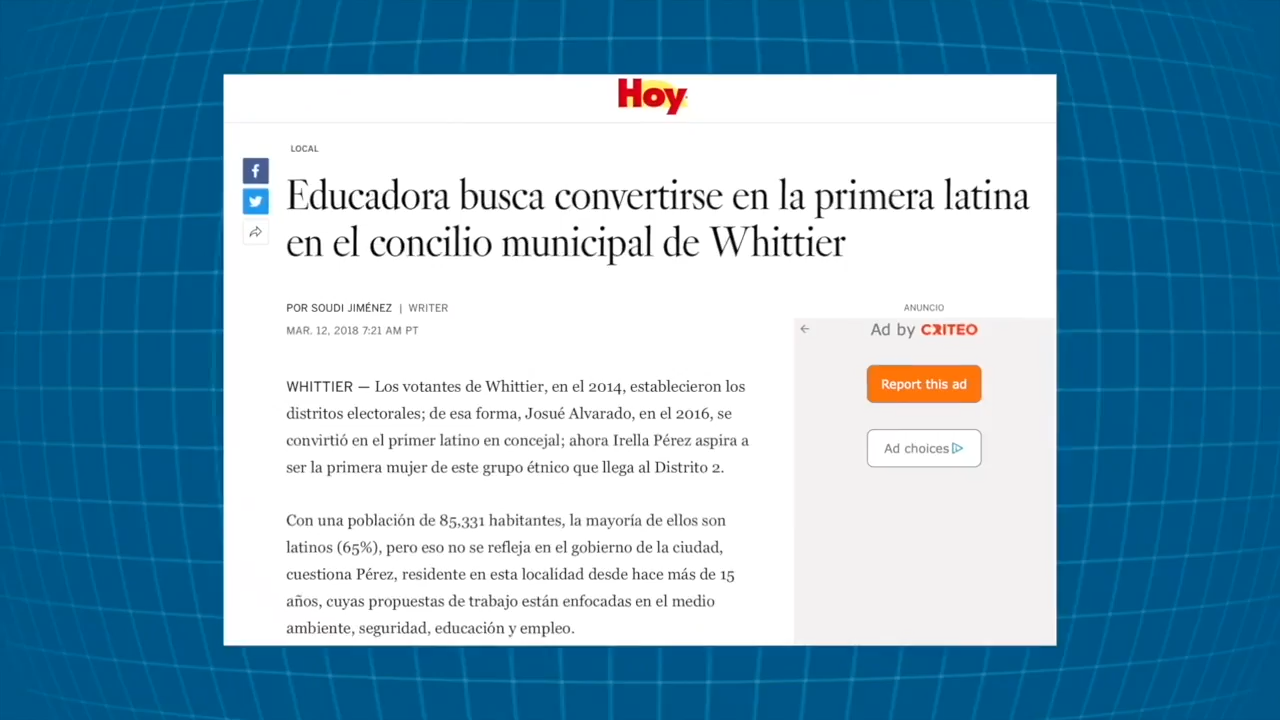 Hoy
LOCAL
Educadora busca convertirse en la primera latina
en el concilio municipal de Whittier
POR SOUDI JIMÉNEZ | WRITER
MAR. 12, 2018 7:21 AM PT
ANUNCIO
Ad by CRITEO
Report this ad
Ad choices
WHITTIER — Los votantes de Whittier, en el 2014, establecieron los
distritos electorales; de esa forma, Josué Alvarado, en el 2016, se
convirtió en el primer latino en concejal; ahora Irella Pérez aspira a
ser la primera mujer de este grupo étnico que llega al Distrito 2.
Con una población de 85,331 habitantes, la mayoría de ellos son
latinos (65%), pero eso no se refleja en el gobierno de la ciudad,
cuestiona Pérez, residente en esta localidad desde hace más de 15
años, cuyas propuestas de trabajo están enfocadas en el medio
ambiente, seguridad, educación y empleo.